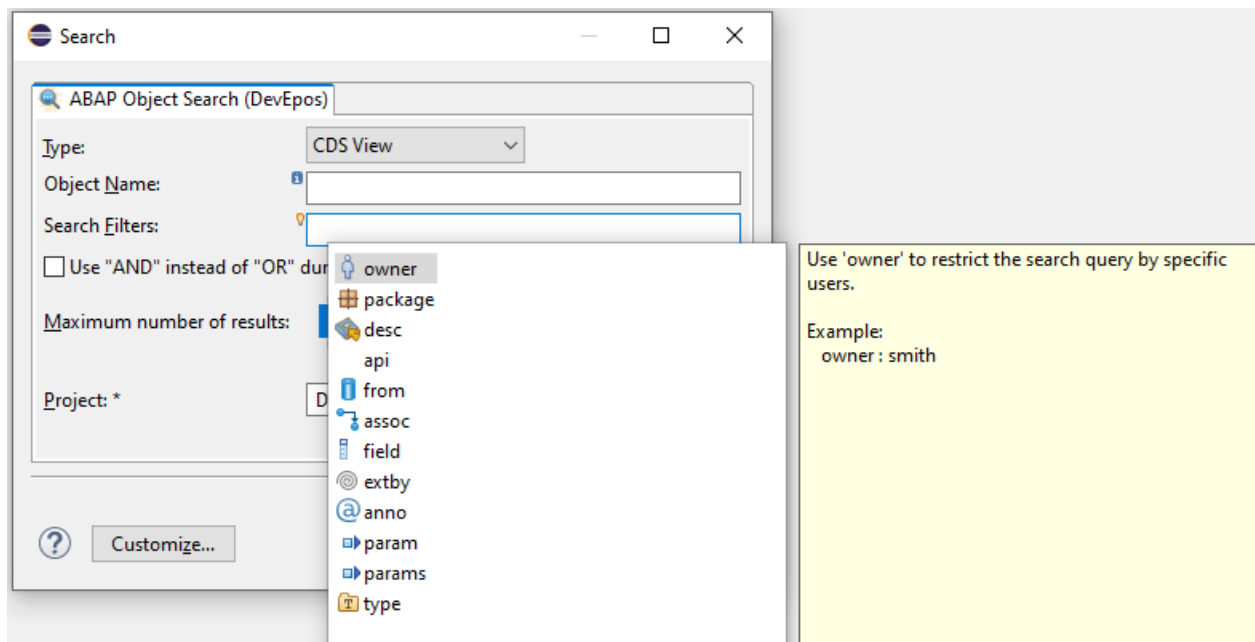 Search
ABAP Object Search (DevEpos)
Type:
CDS View
Object Name:
Search Filters:
Use "AND" instead of "OR" dur
Maximum number of results:
Project: *
D
Customize...
owner
package
desc
api
from
assoc
field
extby
anno
param
params
type
Use 'owner' to restrict the search query by specific
users.
Example:
owner : smith